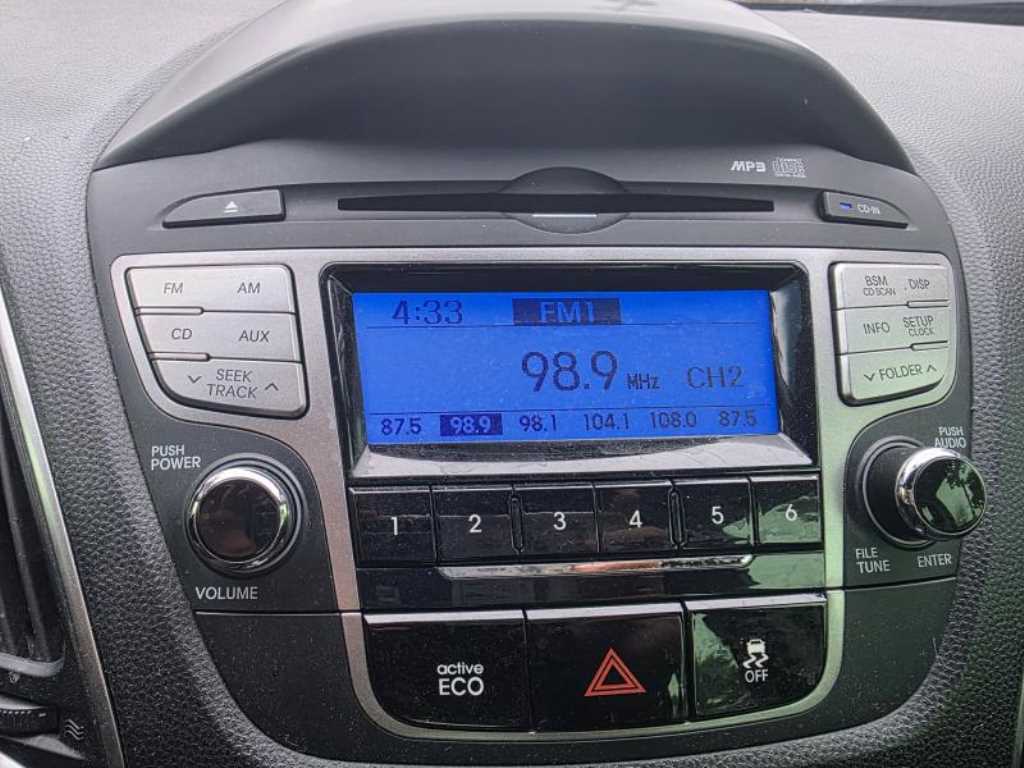 MP3 disc
CD-IN
FM AM
CD AUX
SEEK
TRACK
4:33 FM1
98.9 MHz CH2
87.5 98.9 98.1 104.1 108.0 87.5
BSM
CD SCAN
DISP
INFO
SETUP
CLOCK
FOLDER
PUSH
POWER
VOLUME
1 2 3 4 5 6
PUSH
AUDIO
FILE
TUNE
ENTER
active
ECO
OFF